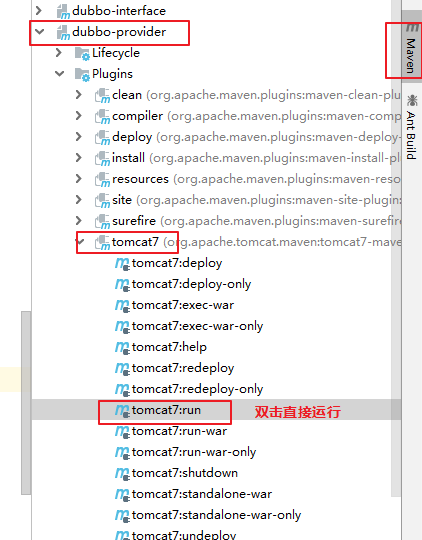 dubbo-interface
dubbo-provider
Lifecycle
Plugins
clean (org.apache.maven.plugins:maven-clean-plu
compiler (org.apache.maven.plugins:maven-comp
deploy (org.apache.maven.plugins:maven-deploy-
install (org.apache.maven.plugins:maven-install-pl
resources (org.apache.maven.plugins:maven-reso
site (org.apache.maven.plugins:maven-site-plugin
surefire (org.apache.maven.plugins:maven-surefir
tomcat7 (org.apache.tomcat.maven:tomcat7-mave
tomcat7:deploy
tomcat7:deploy-only
tomcat7:exec-war
tomcat7:exec-war-only
tomcat7:help
tomcat7:redeploy
tomcat7:redeploy-only
tomcat7:run 双击直接运行
tomcat7:run-war
tomcat7:run-war-only
tomcat7:shutdown
tomcat7:standalone-war
tomcat7:standalone-war-only
tomcat7:undeploy
Maven
Ant Build